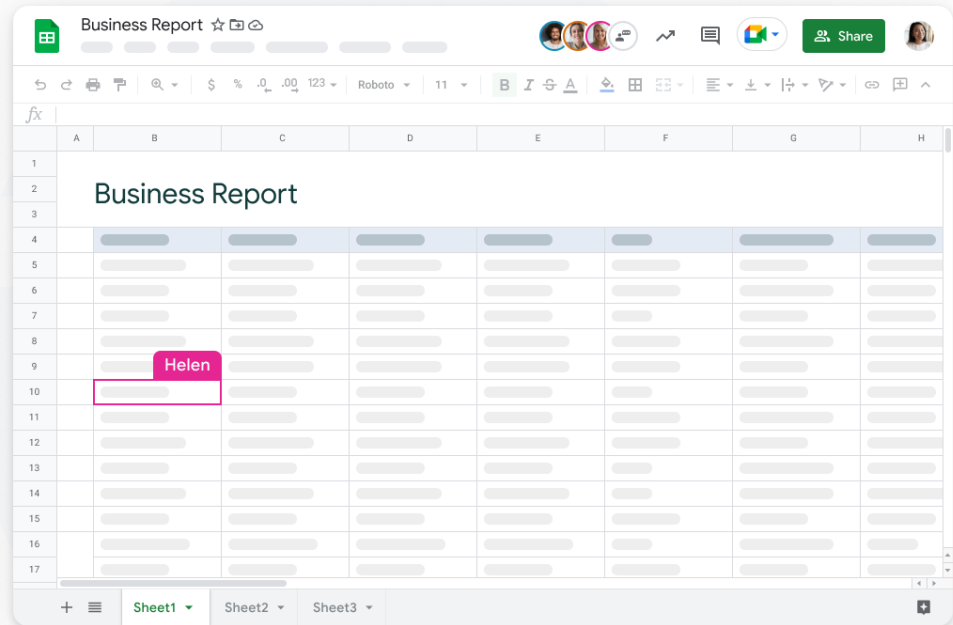 Business Report
Share
$ % .0 .00 123 Roboto 11 B I S A
fx
A B C D E F G H
1
2 Business Report
3
4
5
6
7
8
9 Helen
10
11
12
13
14
15
16
17
Sheet1 Sheet2 Sheet3